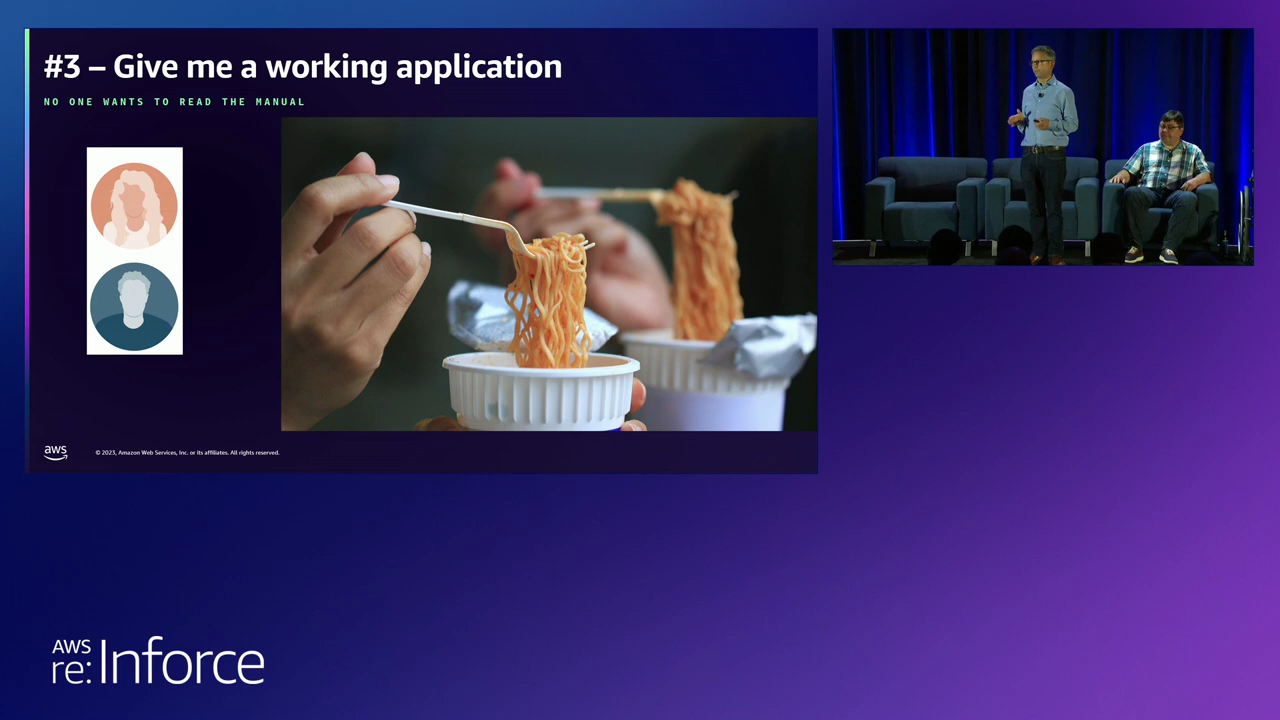 #3 – Give me a working application
NO ONE WANTS TO READ THE MANUAL
aws
© 2023, Amazon Web Services, Inc. or its affiliates. All rights reserved.
AWS
re:Inforce